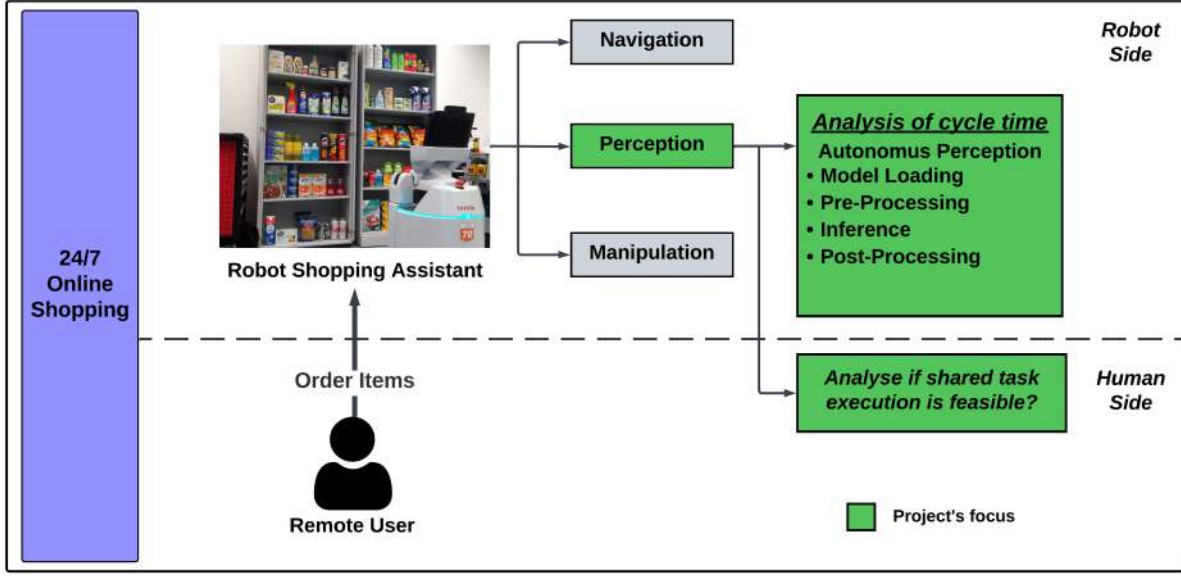 24/7
Online
Shopping
Robot Shopping Assistant
Order Items
Remote User
Navigation
Perception
Manipulation
Robot
Side
Analysis of cycle time
Autonomus Perception
• Model Loading
• Pre-Processing
• Inference
• Post-Processing
Analyse if shared task
execution is feasible?
Human
Side
Project's focus